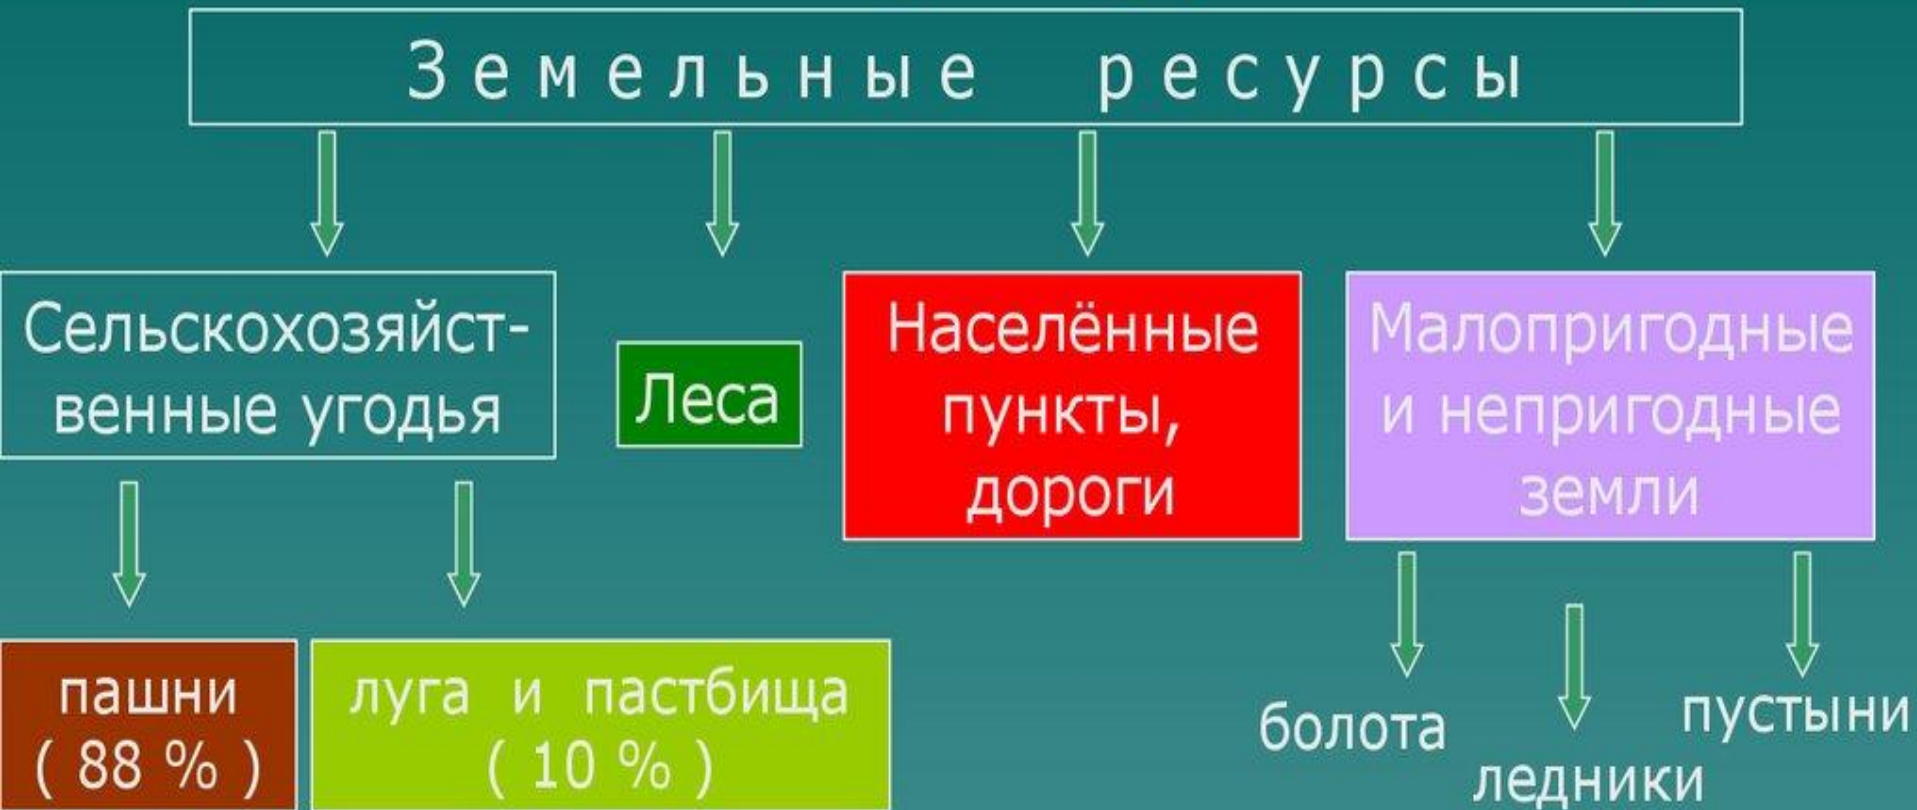 Земельные ресурсы
Сельскохозяйст-
венные угодья
Леса
Населённые
пункты,
дороги
Малопригодные
и непригодные
земли
пашни
( 88 % )
луга и пастбища
( 10 % )
болота
ледники
пустыни